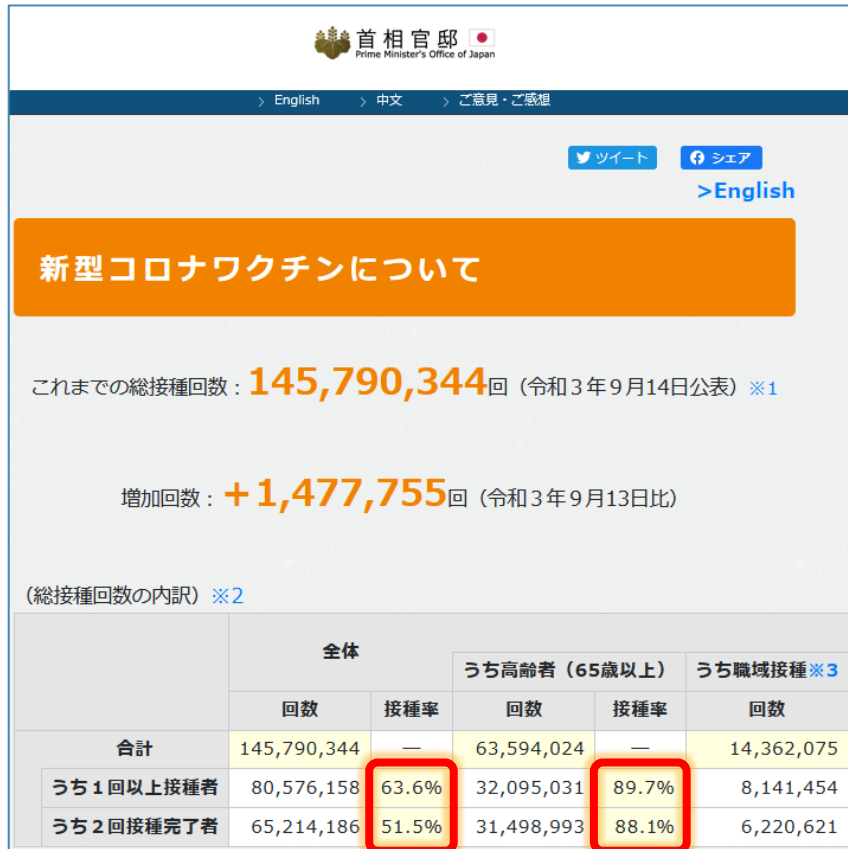 首相官邸
Prime Minister's Office of Japan
> English > 中文 > ご意見・ご感想
ツイート シェア
>English
新型コロナワクチンについて
これまでの総接種回数：145,790,344回（令和３年９月14日公表）※1
増加回数：＋1,477,755回（令和３年９月13日比）
（総接種回数の内訳）※2
全体
うち高齢者（65歳以上） うち職域接種※3
回数 接種率 回数 接種率 回数
合計 145,790,344 — 63,594,024 — 14,362,075
うち１回以上接種者 80,576,158 63.6% 32,095,031 89.7% 8,141,454
うち２回接種完了者 65,214,186 51.5% 31,498,993 88.1% 6,220,621